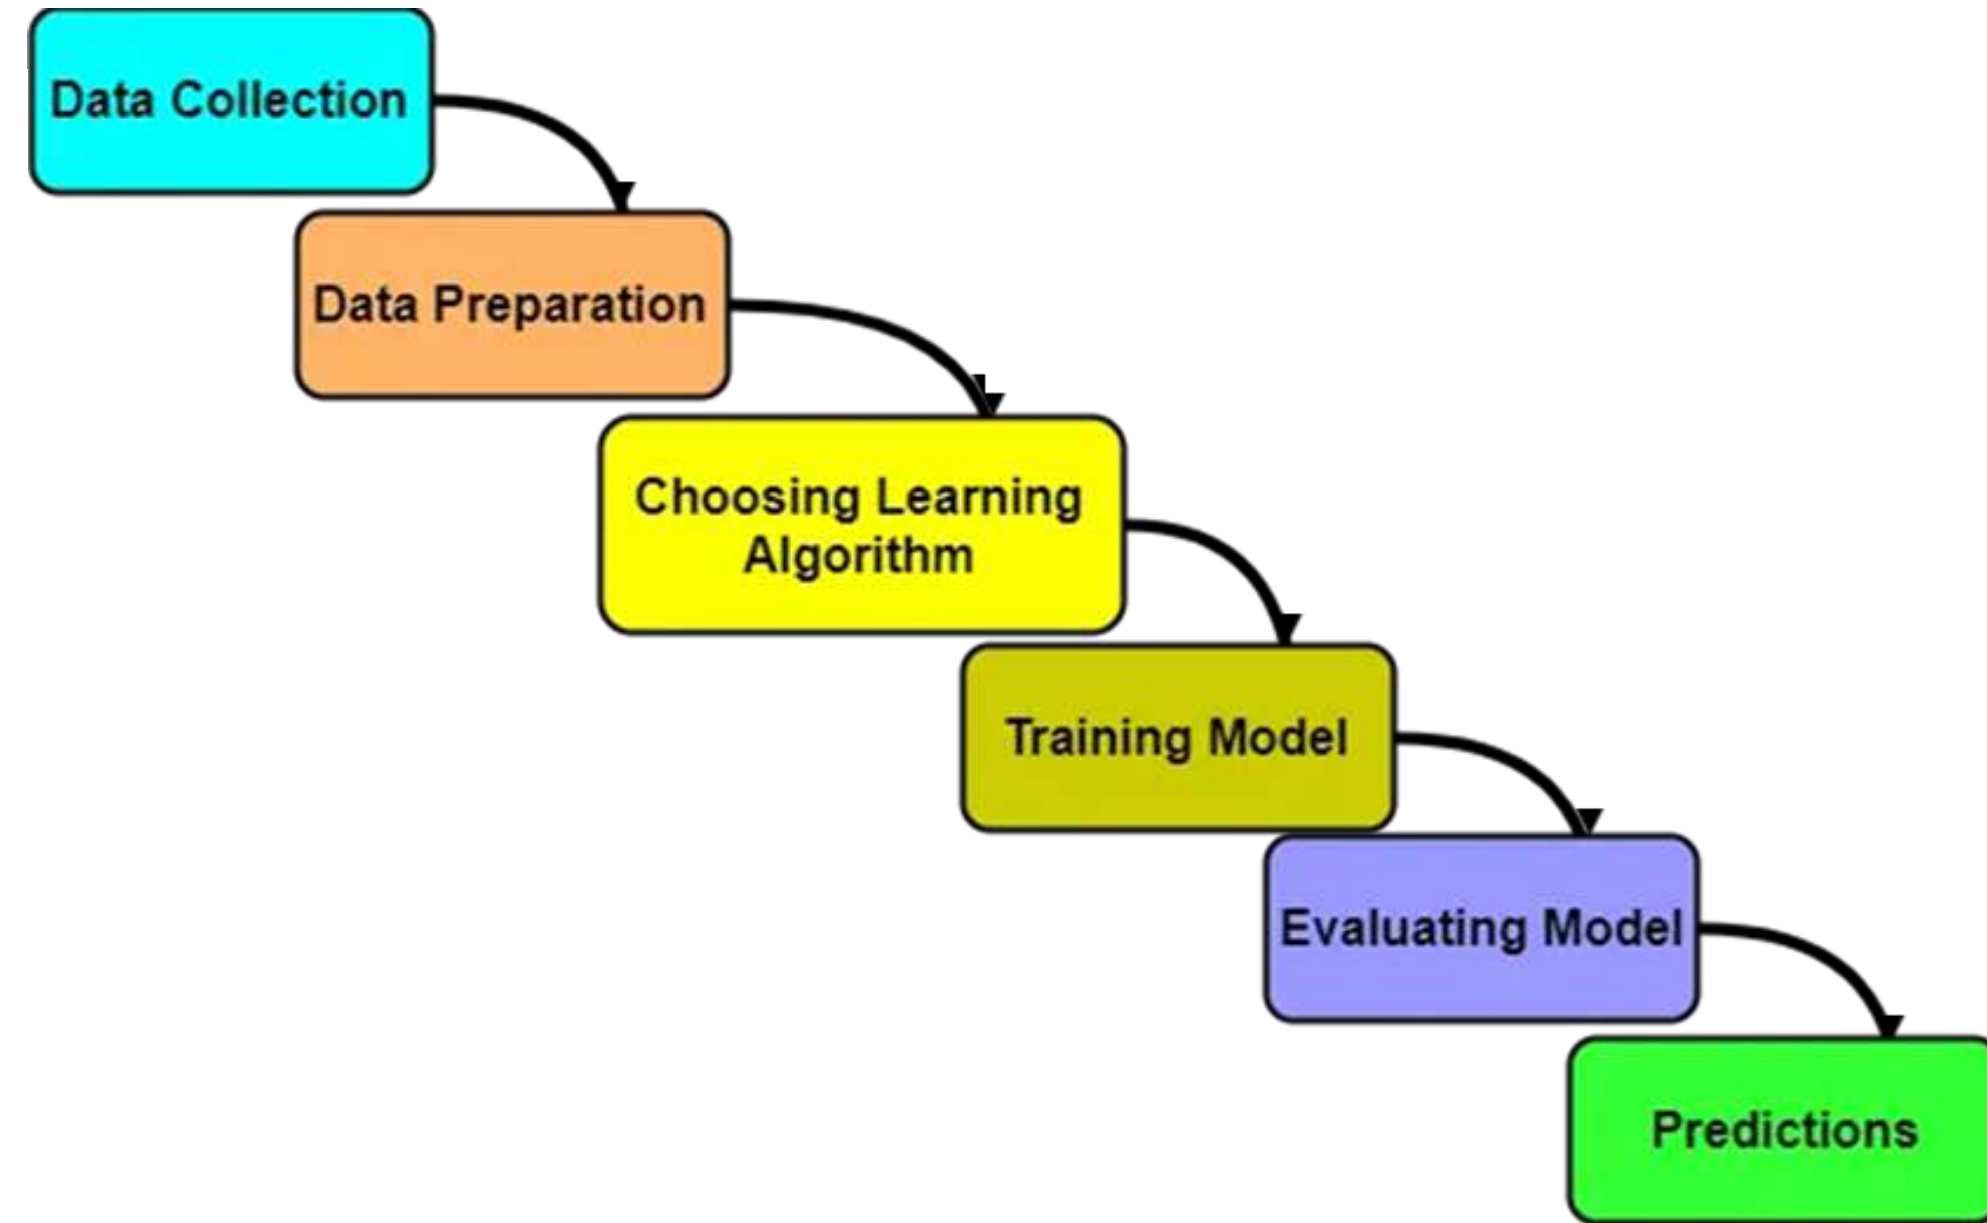 Data Collection
Data Preparation
Choosing Learning
Algorithm
Training Model
Evaluating Model
Predictions